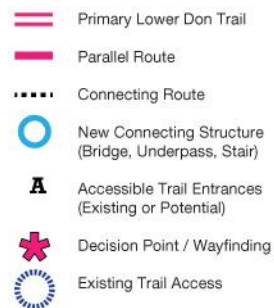 Primary Lower Don Trail
Parallel Route
Connecting Route
New Connecting Structure
(Bridge, Underpass, Stair)
A
Accessible Trail Entrances
(Existing or Potential)
Decision Point / Wayfinding
Existing Trail Access